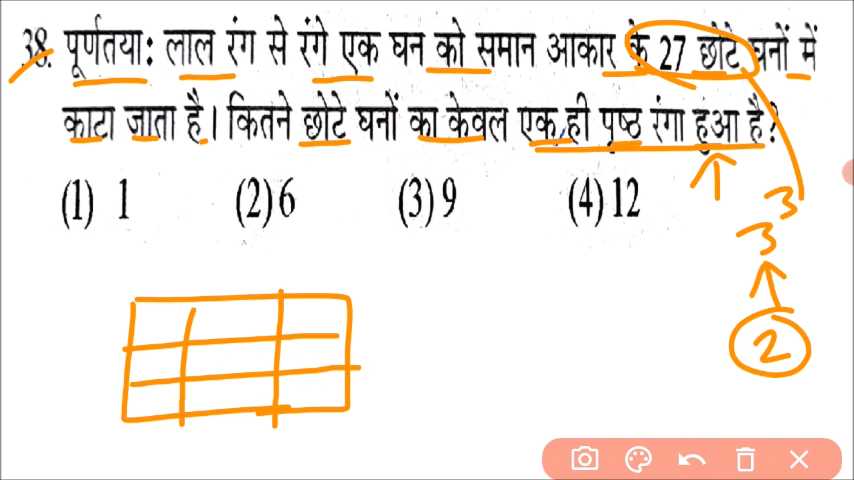 38. पूर्णतया: लाल रंग से रंगे एक घन को समान आकार के 27 छोटे घनों में
काटा जाता है। कितने छोटे घनों का केवल एक ही पृष्ठ रंगा हुआ है?
(1) 1 (2) 6 (3) 9 (4) 12
3
3
2